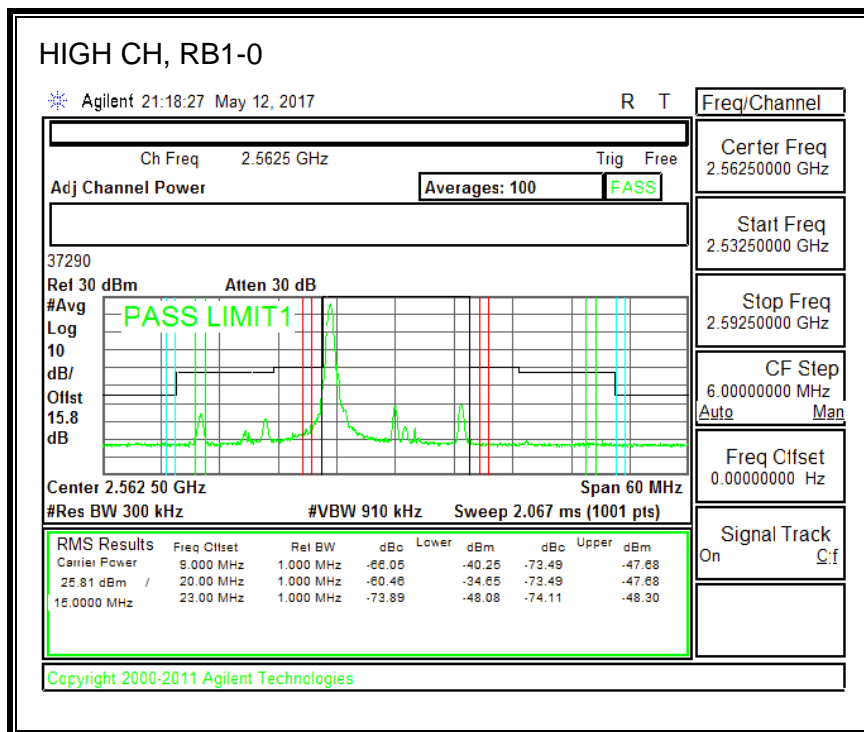 HIGH CH, RB1-0
Agilent 21:18:27 May 12, 2017 R T
Freq/Channel
Ch Freq 2.5625 GHz Trig Free
Adj Channel Power Averages: 100 PASS
37290
Ref 30 dBm Atten 30 dB
#Avg
Log
10
dB/
Offst
15.8
dB
PASS LIMIT1
Center 2.562 50 GHz Span 60 MHz
#Res BW 300 kHz #VBW 910 kHz Sweep 2.067 ms (1001 pts)
RMS Results Freq Offset Ref BW dBc Lower dBm dBc Upper dBm
Carrier Power 9.000 MHz 1.000 MHz -66.05 -40.25 -73.49 -47.68
25.81 dBm / 20.00 MHz 1.000 MHz -60.46 -34.65 -73.49 -47.68
15.0000 MHz 23.00 MHz 1.000 MHz -73.89 -48.08 -74.11 -48.30
Center Freq
2.56250000 GHz
Start Freq
2.53250000 GHz
Stop Freq
2.59250000 GHz
CF Step
6.00000000 MHz
Auto Man
Freq Offset
0.00000000 Hz
Signal Track
On Off
Copyright 2000-2011 Agilent Technologies